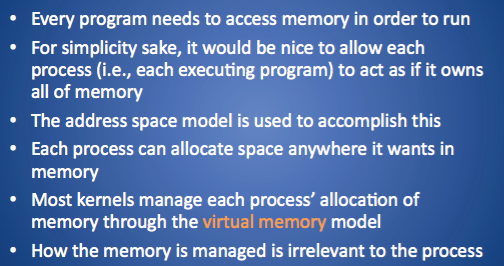 • Every program needs to access memory in order to run
• For simplicity sake, it would be nice to allow each
process (i.e., each executing program) to act as if it owns
all of memory
• The address space model is used to accomplish this
• Each process can allocate space anywhere it wants in
memory
• Most kernels manage each process’ allocation of
memory through the virtual memory model
• How the memory is managed is irrelevant to the process